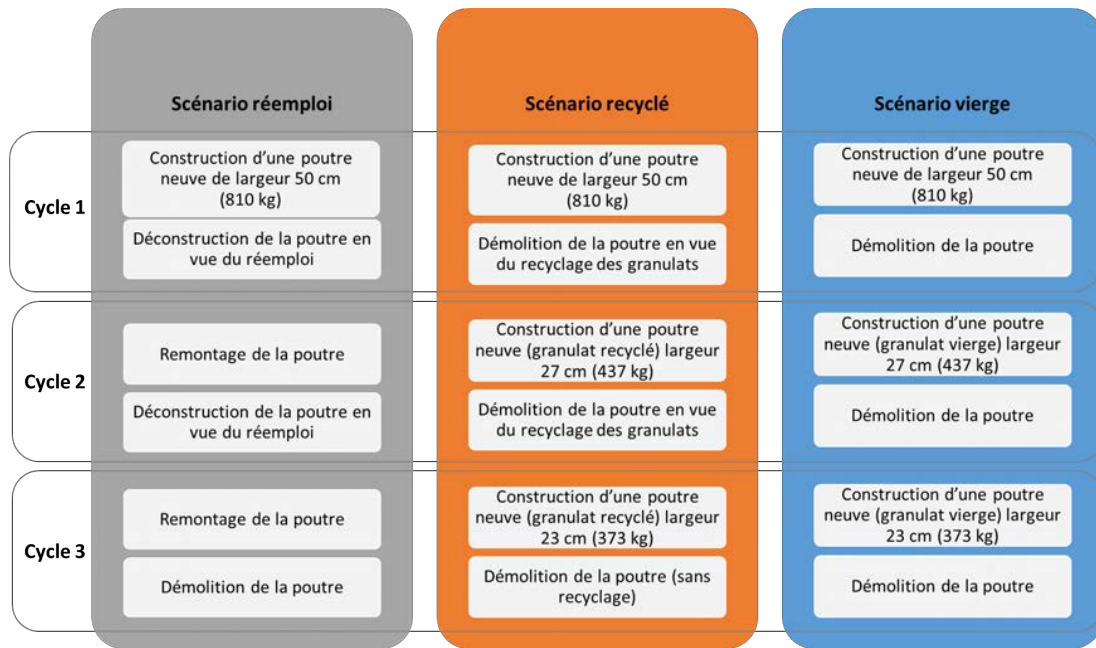 Scénario réemploi
Scénario recyclé
Scénario vierge
Cycle 1
Construction d’une poutre
neuve de largeur 50 cm
(810 kg)
Déconstruction de la poutre en
vue du réemploi
Construction d’une poutre
neuve de largeur 50 cm
(810 kg)
Démolition de la poutre en vue
du recyclage des granulats
Construction d’une poutre
neuve de largeur 50 cm
(810 kg)
Démolition de la poutre
Cycle 2
Remontage de la poutre
Déconstruction de la poutre en
vue du réemploi
Construction d’une poutre
neuve (granulat recyclé) largeur
27 cm (437 kg)
Démolition de la poutre en vue
du recyclage des granulats
Construction d’une poutre
neuve (granulat vierge) largeur
27 cm (437 kg)
Démolition de la poutre
Cycle 3
Remontage de la poutre
Démolition de la poutre
Construction d’une poutre
neuve (granulat recyclé) largeur
23 cm (373 kg)
Démolition de la poutre (sans
recyclage)
Construction d’une poutre
neuve (granulat vierge) largeur
23 cm (373 kg)
Démolition de la poutre